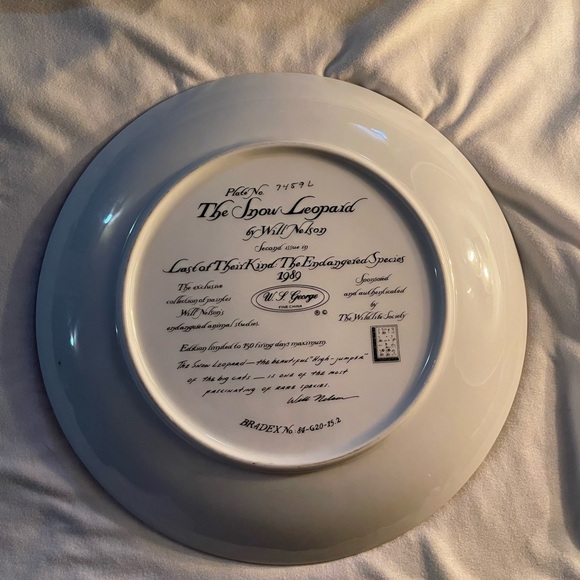 Plate No. 7459L
The Snow Leopard
by Will Nelson
Second issue in
Last of Their Kind: The Endangered Species
1989
The exclusive
collection of
Will Nelson's
endangered animal studies
W. S. George
FINE CHINA
® ©
Sponsored
and authenticated
by
The Wildlife Society
Edition limited to 150 firing days maximum
The Snow Leopard — the beautiful "High-jumper"
of the big cats — is one of the most
fascinating of rare species.
Will Nelson
BRADEX No. 84-G20-15.2